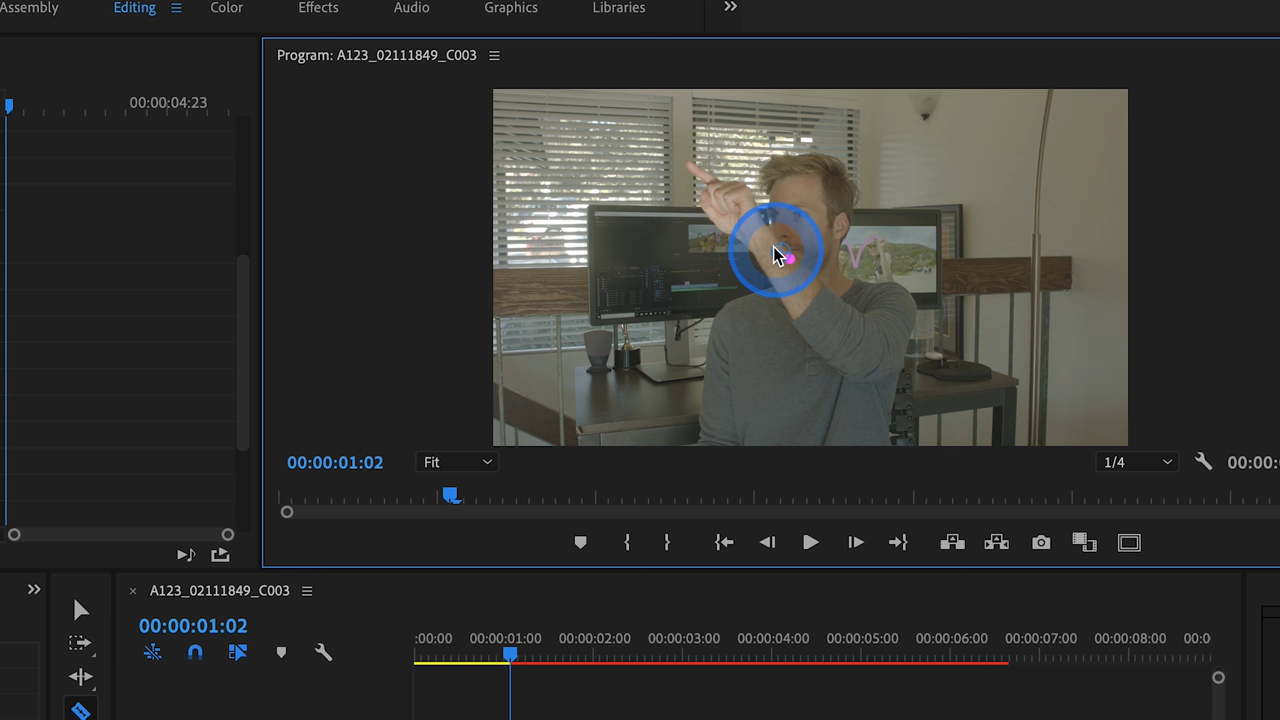 Assembly
Editing
Color
Effects
Audio
Graphics
Libraries
Program: A123_02111849_C003
00:00:04:23
00:00:01:02
Fit
1/4
00:00:
A123_02111849_C003
00:00:01:02
:00:00
00:00:01:00
00:00:02:00
00:00:03:00
00:00:04:00
00:00:05:00
00:00:06:00
00:00:07:00
00:00:08:00
00:0